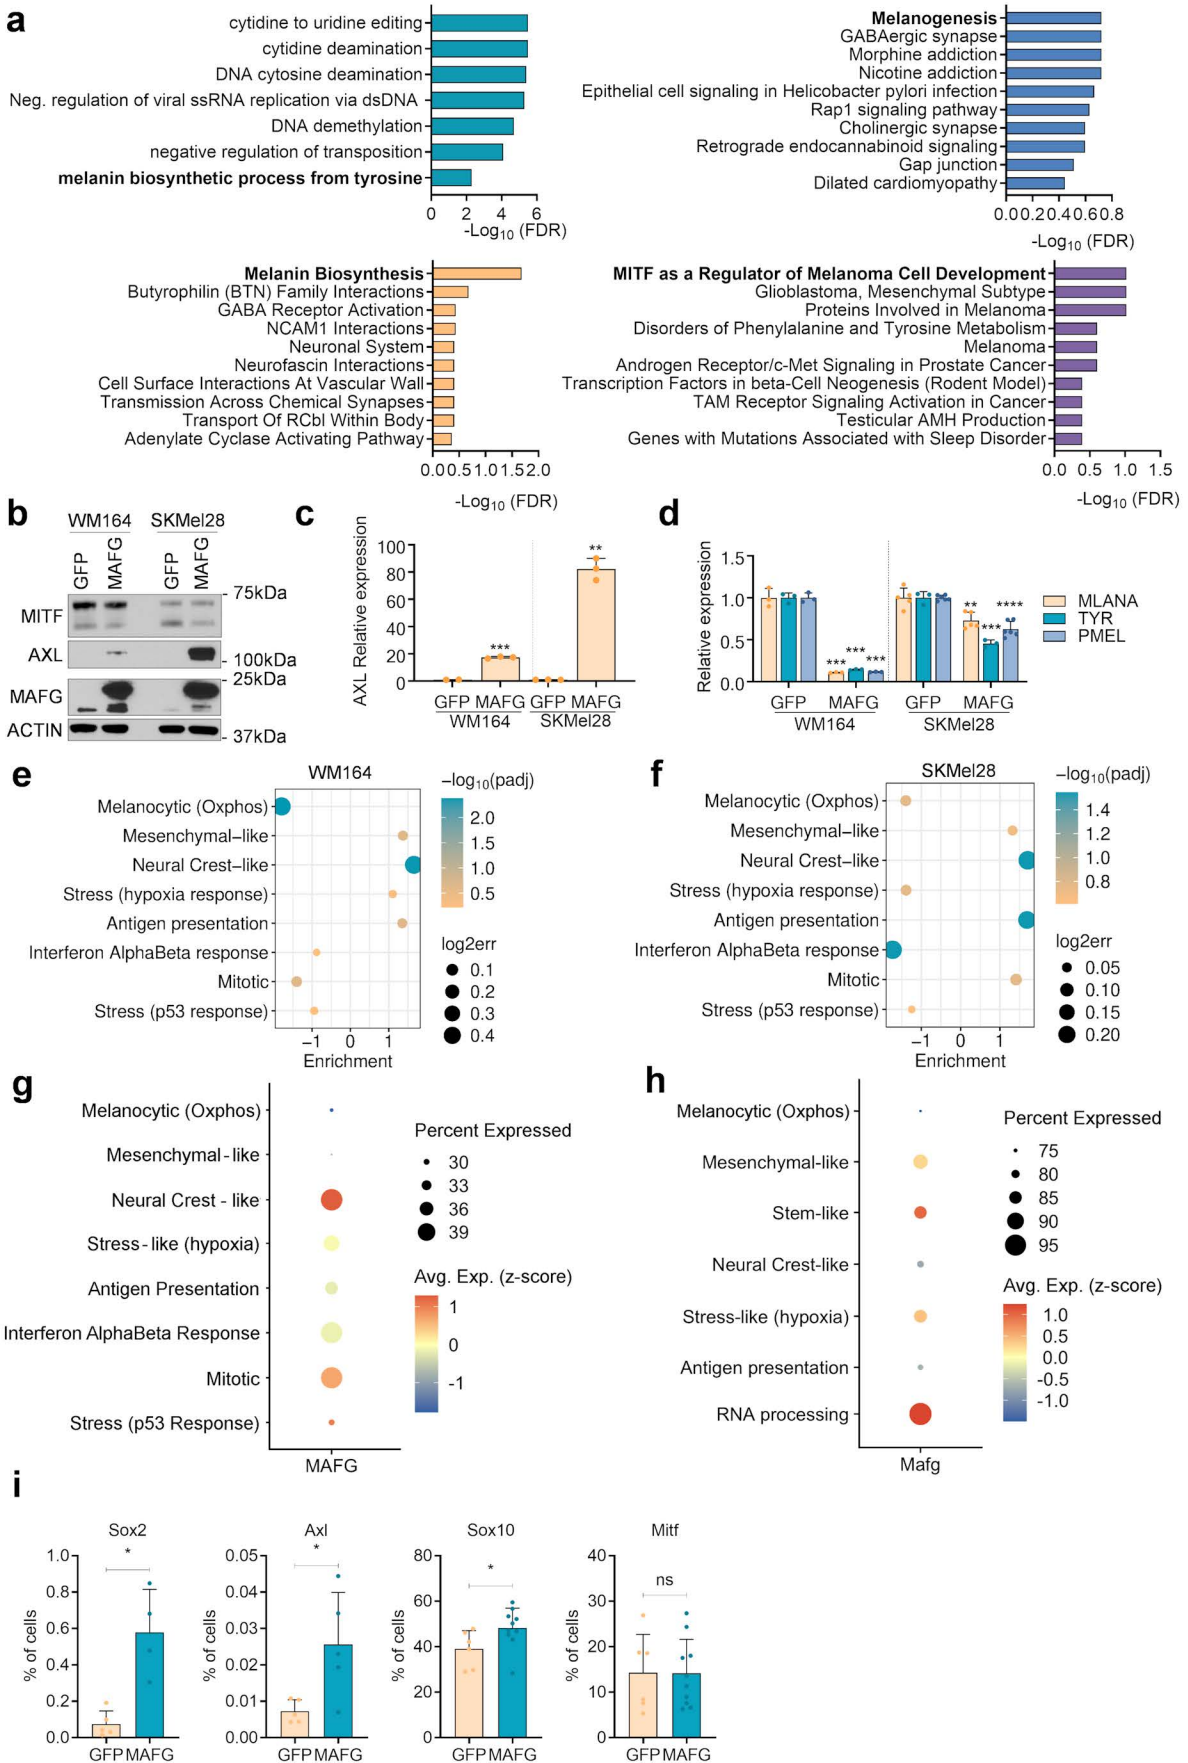 a
cytidine to uridine editing
cytidine deamination
DNA cytosine deamination
Neg. regulation of viral ssRNA replication via dsDNA
DNA demethylation
negative regulation of transposition
melanin biosynthetic process from tyrosine
0 2 4 6
-Log10 (FDR)
Melanogenesis
GABAergic synapse
Morphine addiction
Nicotine addiction
Epithelial cell signaling in Helicobacter pylori infection
Rap1 signaling pathway
Cholinergic synapse
Retrograde endocannabinoid signaling
Gap junction
Dilated cardiomyopathy
0.0 0.2 0.4 0.6 0.8
-Log10 (FDR)
Melanin Biosynthesis
Butyrophilin (BTN) Family Interactions
GABA Receptor Activation
NCAM1 Interactions
Neuronal System
Neurofascin Interactions
Cell Surface Interactions At Vascular Wall
Transmission Across Chemical Synapses
Transport Of RCbl Within Body
Adenylate Cyclase Activating Pathway
0.0 0.5 1.0 1.5 2.0
-Log10 (FDR)
MITF as a Regulator of Melanoma Cell Development
Glioblastoma, Mesenchymal Subtype
Proteins Involved in Melanoma
Disorders of Phenylalanine and Tyrosine Metabolism
Melanoma
Androgen Receptor/c-Met Signaling in Prostate Cancer
Transcription Factors in beta-Cell Neogenesis (Rodent Model)
TAM Receptor Signaling Activation in Cancer
Testicular AMH Production
Genes with Mutations Associated with Sleep Disorder
0.0 0.5 1.0 1.5
-Log10 (FDR)
b
WM164 SKMel28
GFP MAFG GFP MAFG
MITF
AXL
MAFG
ACTIN
- 75kDa
- 100kDa
- 25kDa
- 37kDa
c
AXL Relative expression
100
80
60
40
20
0
*** **
GFP MAFG GFP MAFG
WM164 SKMel28
d
Relative expression
1.5
1.0
0.5
0.0
*** *** *** ** *** ****
GFP MAFG GFP MAFG
WM164 SKMel28
MLANA
TYR
PMEL
e
WM164
Melanocytic (Oxphos)
Mesenchymal-like
Neural Crest-like
Stress (hypoxia response)
Antigen presentation
Interferon AlphaBeta response
Mitotic
Stress (p53 response)
−1 0 1
Enrichment
−log10(padj)
2.0
1.5
1.0
0.5
log2err
0.1
0.2
0.3
0.4
f
SKMel28
Melanocytic (Oxphos)
Mesenchymal-like
Neural Crest-like
Stress (hypoxia response)
Antigen presentation
Interferon AlphaBeta response
Mitotic
Stress (p53 response)
−1 0 1
Enrichment
−log10(padj)
1.4
1.2
1.0
0.8
log2err
0.05
0.10
0.15
0.20
g
Melanocytic (Oxphos)
Mesenchymal-like
Neural Crest - like
Stress-like (hypoxia)
Antigen Presentation
Interferon AlphaBeta Response
Mitotic
Stress (p53 Response)
MAFG
Percent Expressed
30
33
36
39
Avg. Exp. (z-score)
1
0
-1
h
Melanocytic (Oxphos)
Mesenchymal-like
Stem-like
Neural Crest-like
Stress-like (hypoxia)
Antigen presentation
RNA processing
Mafg
Percent Expressed
75
80
85
90
95
Avg. Exp. (z-score)
1.0
0.5
0.0
-0.5
-1.0
i
Sox2
% of cells
1.0
0.8
0.6
0.4
0.2
0.0
*
GFP MAFG
Axl
% of cells
0.05
0.04
0.03
0.02
0.01
0.00
*
GFP MAFG
Sox10
% of cells
80
60
40
20
0
*
GFP MAFG
Mitf
% of cells
40
30
20
10
0
ns
GFP MAFG